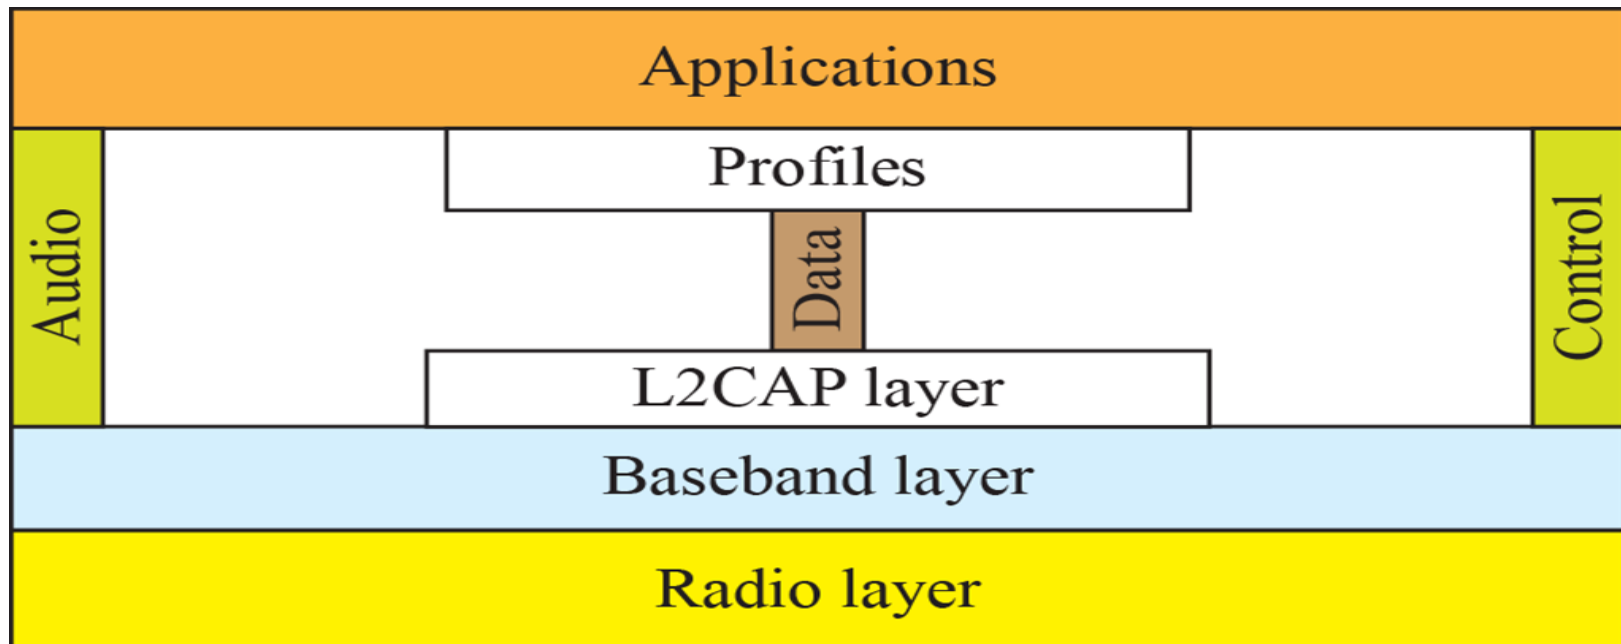 Applications
Profiles
Audio
Data
Control
L2CAP layer
Baseband layer
Radio layer